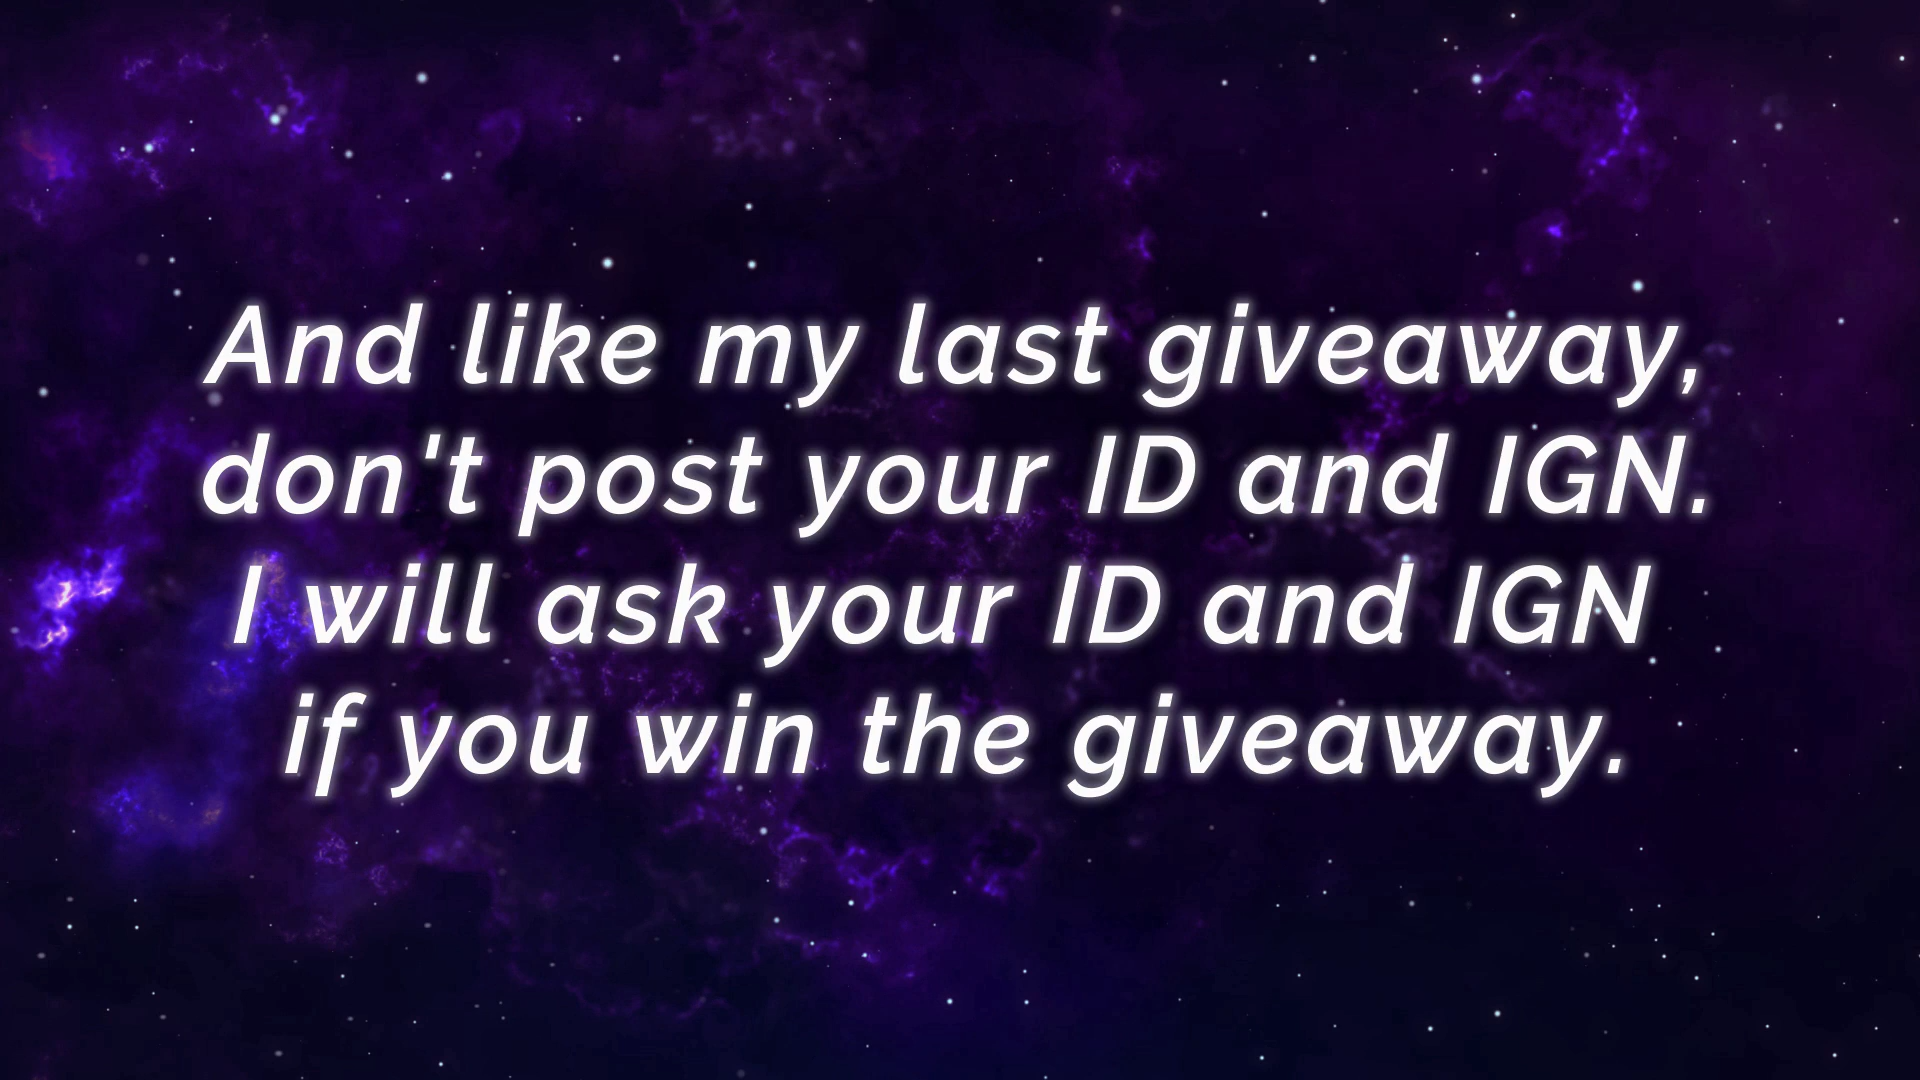 And like my last giveaway,
don't post your ID and IGN.
I will ask your ID and IGN
if you win the giveaway.